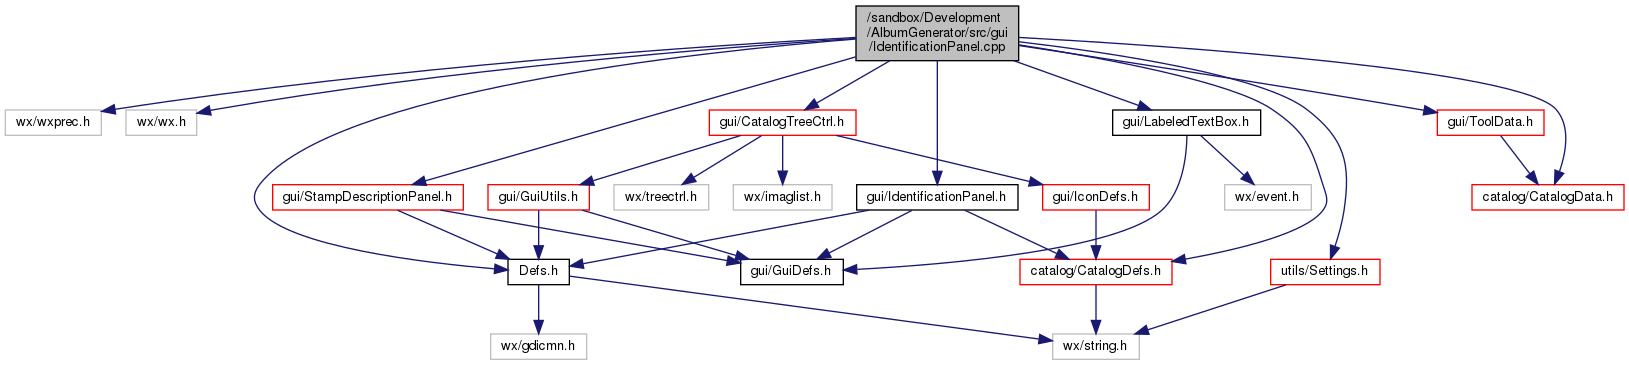 /sandbox/Development
/AlbumGenerator/src/gui
/IdentificationPanel.cpp
wx/wxprec.h
wx/wx.h
gui/CatalogTreeCtrl.h
gui/LabeledTextBox.h
gui/ToolData.h
gui/StampDescriptionPanel.h
gui/GuiUtils.h
wx/treectrl.h
wx/imaglist.h
gui/IdentificationPanel.h
gui/IconDefs.h
wx/event.h
catalog/CatalogData.h
Defs.h
gui/GuiDefs.h
catalog/CatalogDefs.h
utils/Settings.h
wx/gdicmn.h
wx/string.h